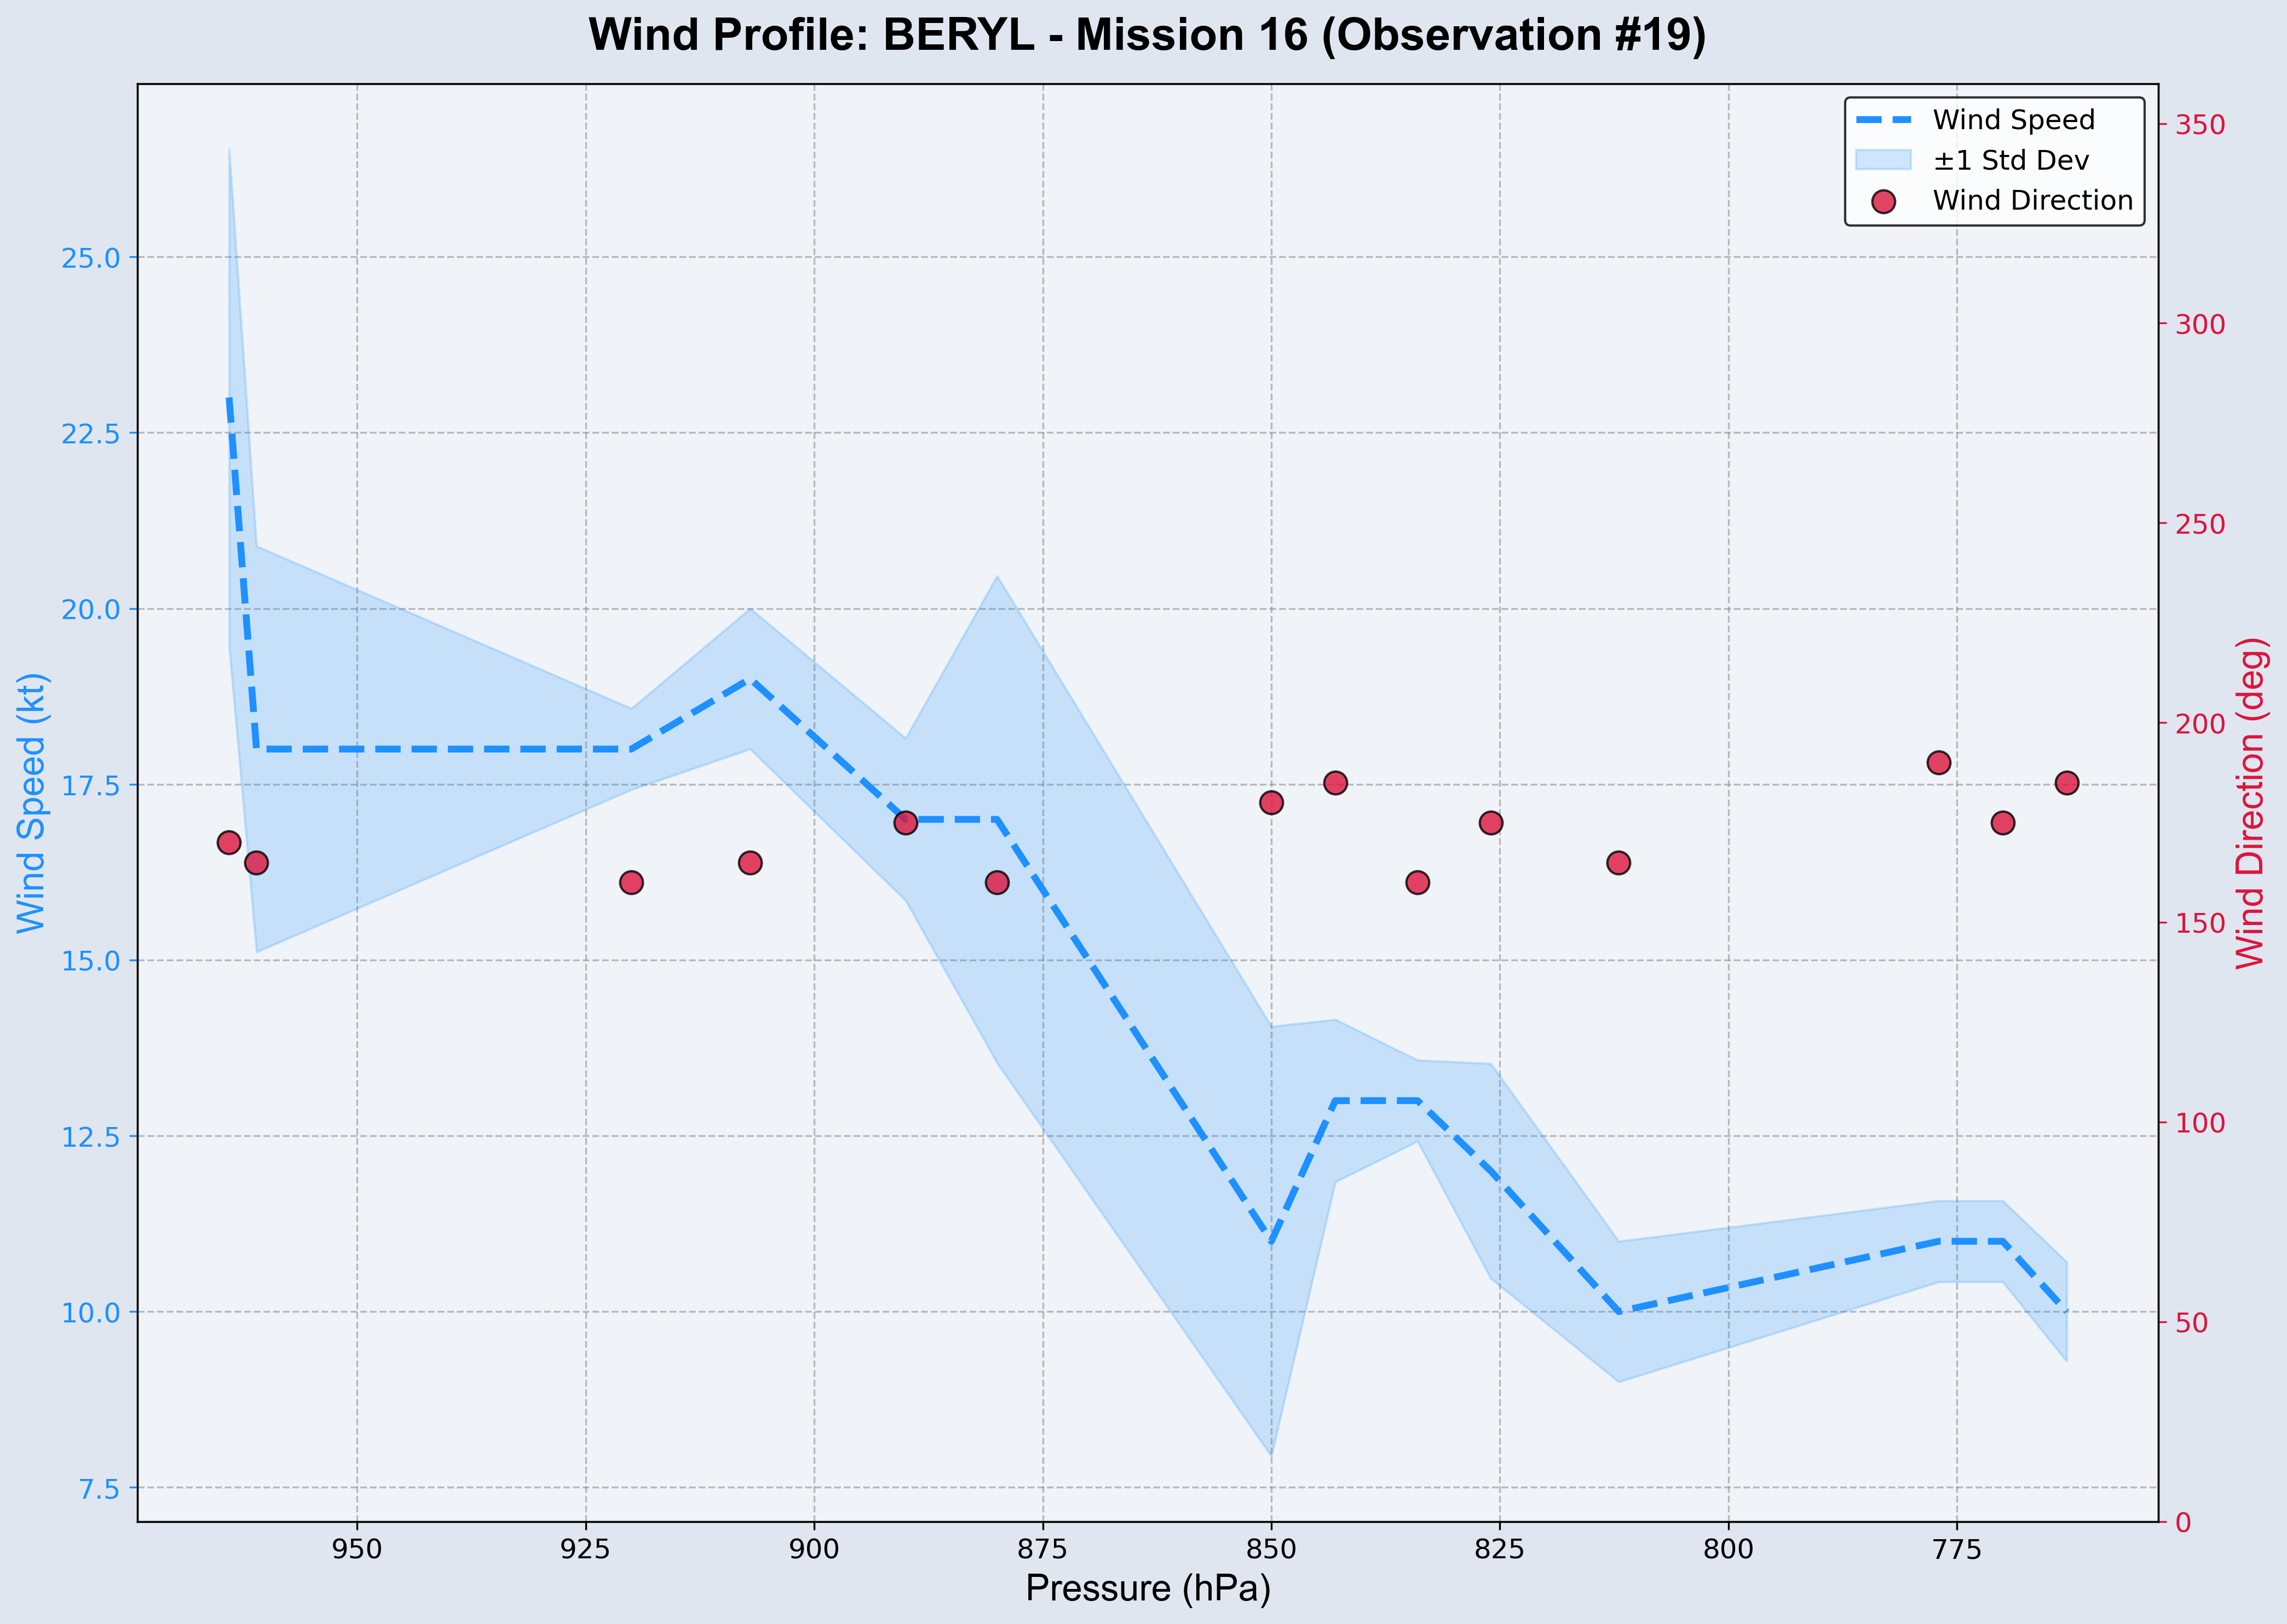 Wind Profile: BERYL - Mission 16 (Observation #19)
Wind Speed
±1 Std Dev
Wind Direction
Wind Speed (kt)
25.0
22.5
20.0
17.5
15.0
12.5
10.0
7.5
350
300
250
200
150
100
50
0
Wind Direction (deg)
950 925 900 875 850 825 800 775
Pressure (hPa)